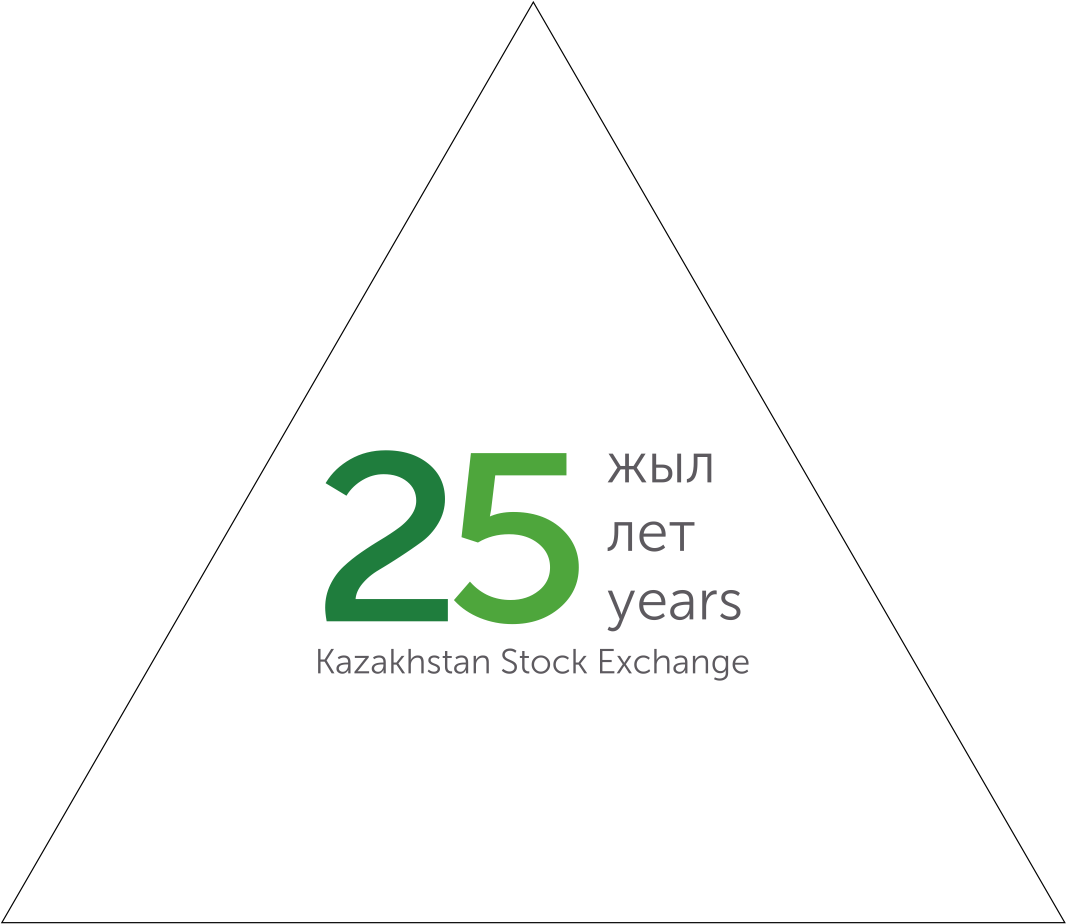 25
жыл
лет
years
Kazakhstan Stock Exchange